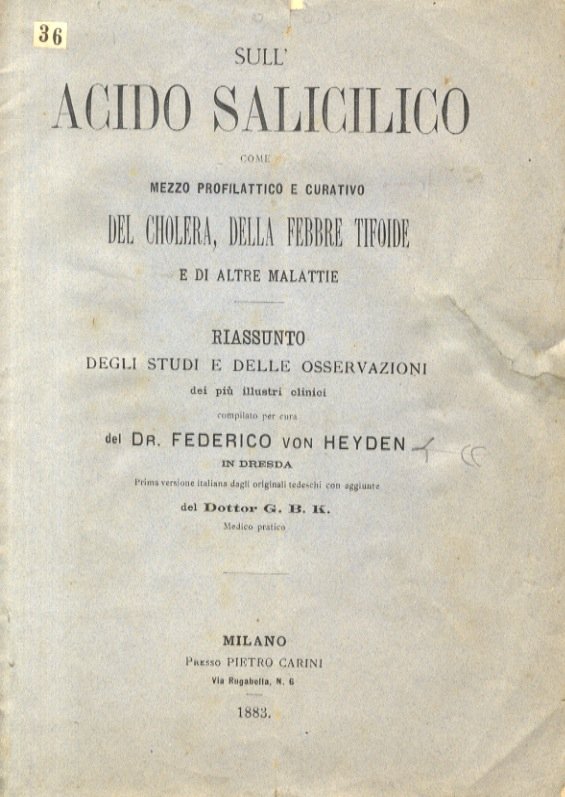 36
SULL'
ACIDO SALICILICO
COME
MEZZO PROFILATTICO E CURATIVO
DEL CHOLERA, DELLA FEBBRE TIFOIDE
E DI ALTRE MALATTIE
RIASSUNTO
DEGLI STUDI E DELLE OSSERVAZIONI
dei più illustri clinici
compilato per cura
del DR. FEDERICO VON HEYDEN
IN DRESDA
Prima versione italiana dagli originali tedeschi con aggiunte
del Dottor G. B. K.
Medico pratico
MILANO
PRESSO PIETRO CARINI
Via Rugabella, N. 6
1883.